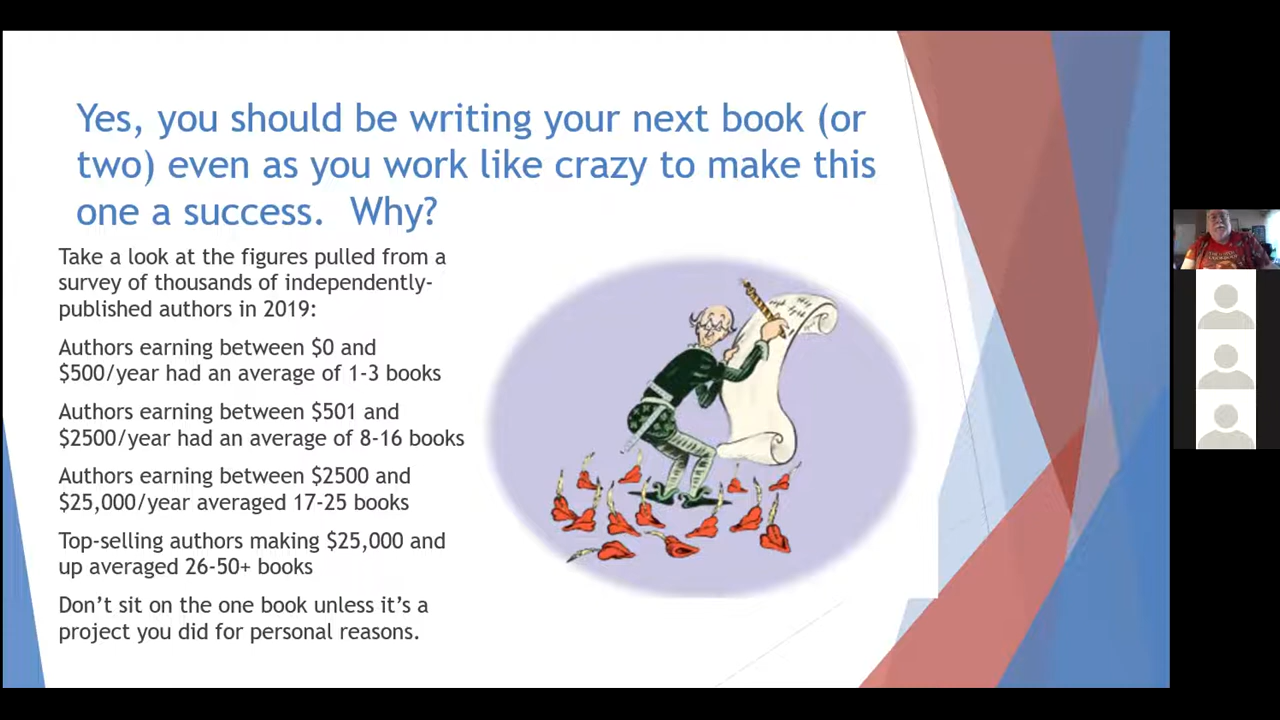 Yes, you should be writing your next book (or
two) even as you work like crazy to make this
one a success.  Why?
Take a look at the figures pulled from a
survey of thousands of independently-
published authors in 2019:
Authors earning between $0 and
$500/year had an average of 1-3 books
Authors earning between $501 and
$2500/year had an average of 8-16 books
Authors earning between $2500 and
$25,000/year averaged 17-25 books
Top-selling authors making $25,000 and
up averaged 26-50+ books
Don’t sit on the one book unless it’s a
project you did for personal reasons.